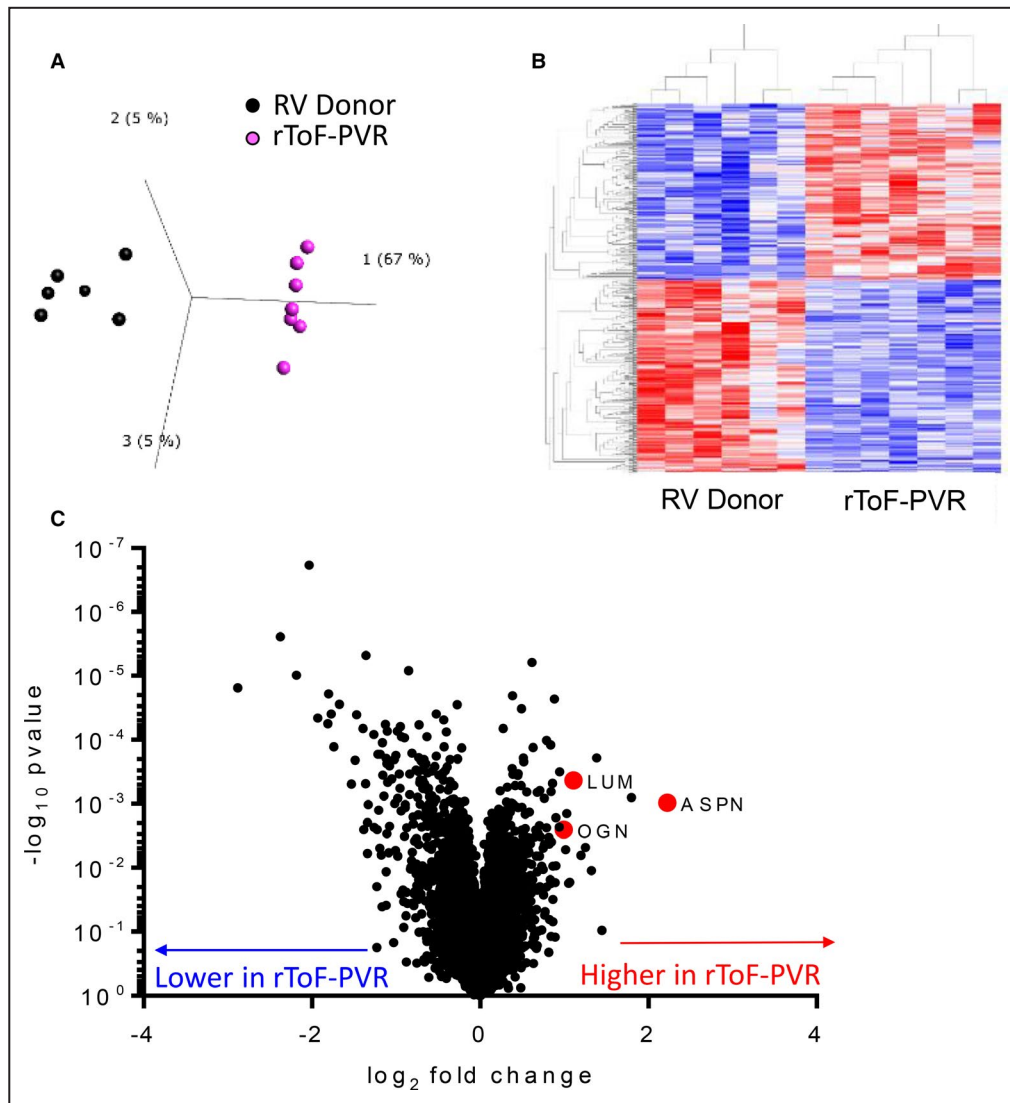 A
RV Donor
rToF-PVR
2 (5 %)
1 (67 %)
3 (5 %)
B
RV Donor
rToF-PVR
C
-log10 pvalue
10-7
10-6
10-5
10-4
10-3
10-2
10-1
100
LUM
ASPN
OGN
Lower in rToF-PVR
Higher in rToF-PVR
-4
-2
0
2
4
log2 fold change